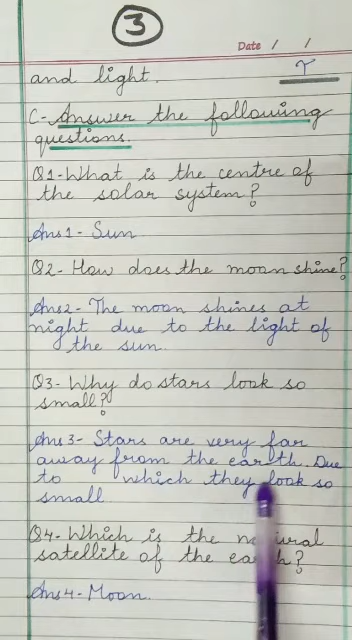 3
Date / /
and light.
C- Answer the following
questions.
Q1- What is the centre of
the solar system?
Ans1- Sun
Q2- How does the moon shine?
Ans2- The moon shines at
night due to the light of
the sun.
Q3- Why do stars look so
small?
Ans3- Stars are very far
away from the earth. Due
to which they look so
small
Q4- Which is the natural
satellite of the earth?
Ans4- Moon.